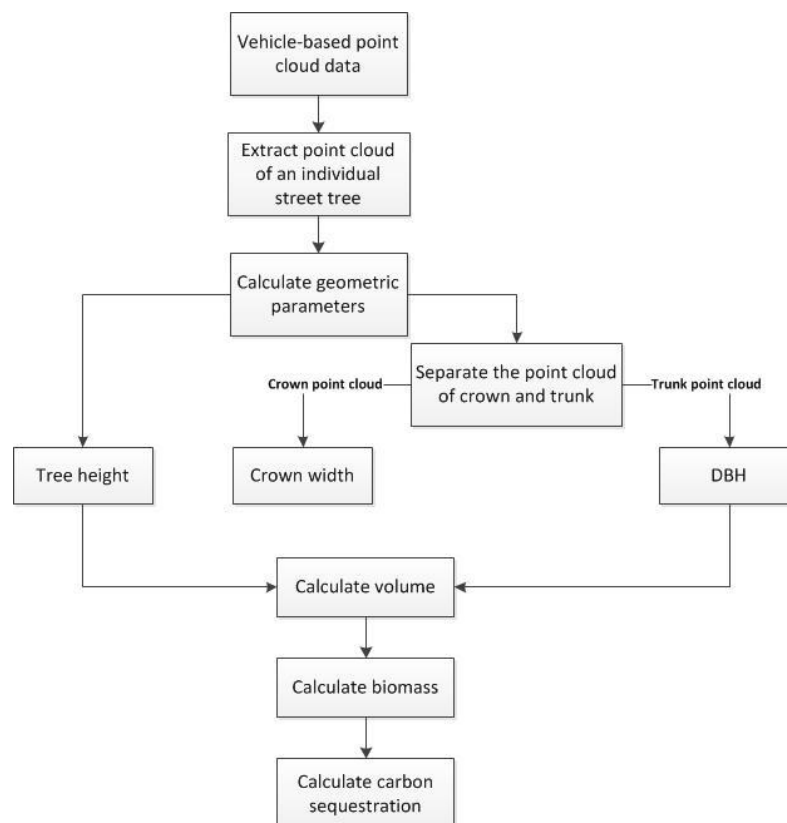 Vehicle-based point
cloud data
Extract point cloud
of an individual
street tree
Calculate geometric
parameters
Separate the point cloud
of crown and trunk
Crown point cloud
Trunk point cloud
Tree height
Crown width
DBH
Calculate volume
Calculate biomass
Calculate carbon
sequestration